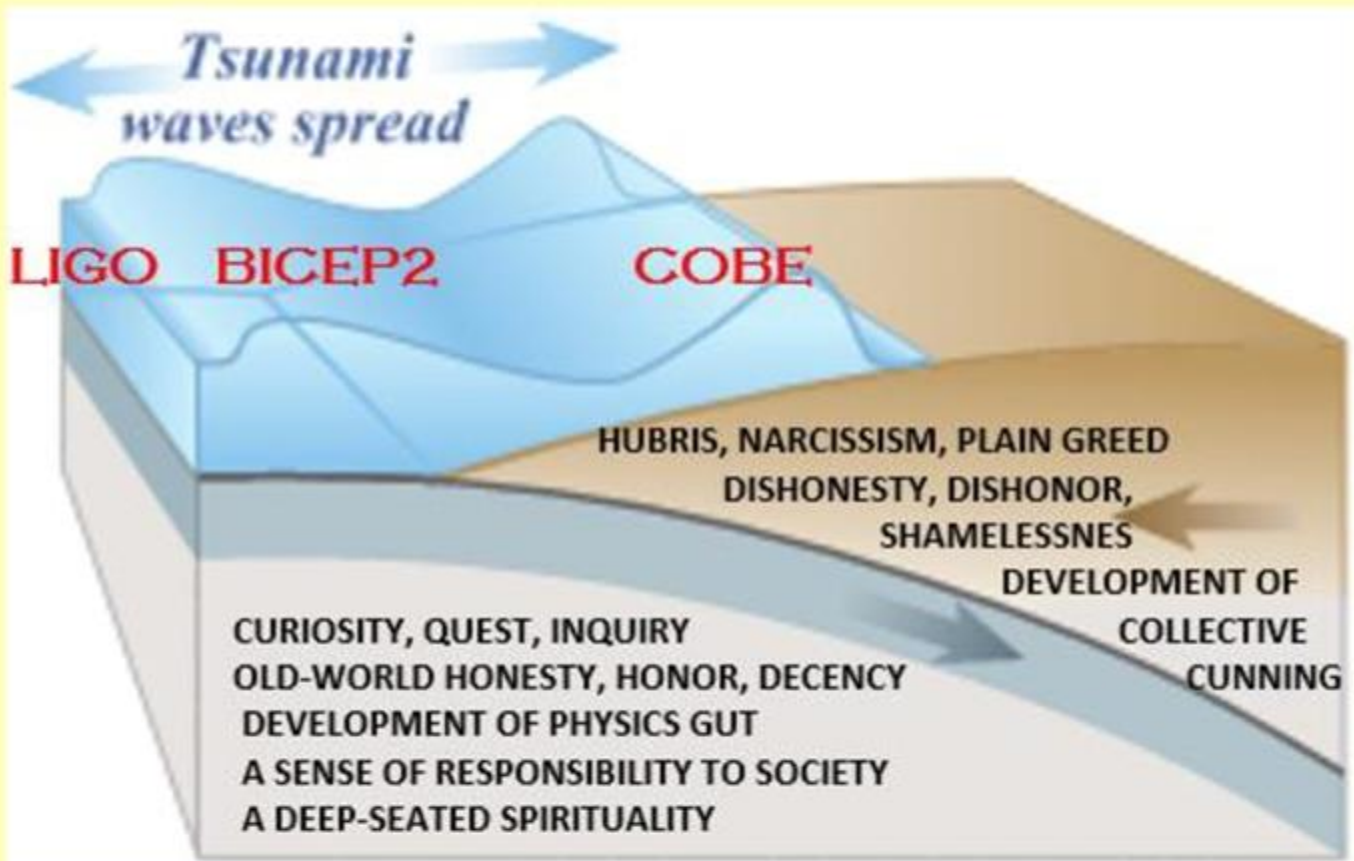 Tsunami
waves spread
LIGO BICEP2 COBE
HUBRIS, NARCISSISM, PLAIN GREED
DISHONESTY, DISHONOR,
SHAMELESSNES
DEVELOPMENT OF
COLLECTIVE
CUNNING
CURIOSITY, QUEST, INQUIRY
OLD-WORLD HONESTY, HONOR, DECENCY
DEVELOPMENT OF PHYSICS GUT
A SENSE OF RESPONSIBILITY TO SOCIETY
A DEEP-SEATED SPIRITUALITY